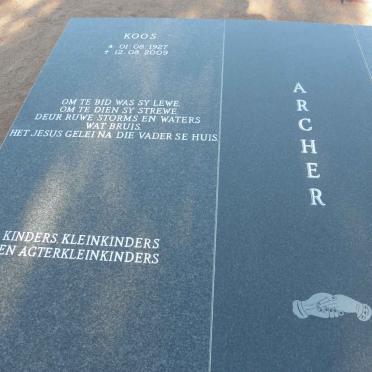 KOOS
* 01.08.1927
† 12.08.2009
OM TE BID WAS SY LEWE,
OM TE DIEN SY STREWE.
DEUR RUWE STORMS EN WATERS
WAT BRUIS.
HET JESUS GELEI NA DIE VADER SE HUIS.
KINDERS, KLEINKINDERS
EN AGTERKLEINKINDERS
ARCHER